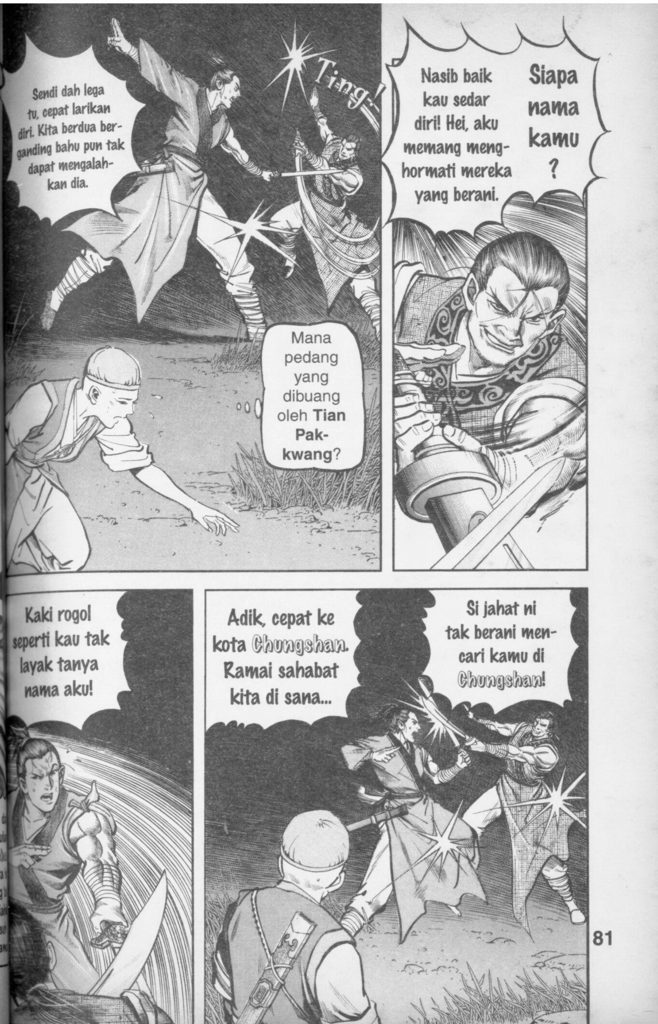 Sendi dah lega
tu, cepat larikan
diri. Kita berdua ber-
ganding bahu pun tak
dapat mengalah-
kan dia.
Ting!
Mana
pedang
yang
dibuang
oleh Tian
Pak-
kwang?
Siapa
nama
kamu
?
Nasib baik
kau sedar
diri! Hei, aku
memang meng-
hormati mereka
yang berani.
Kaki rogol
seperti kau tak
layak tanya
nama aku!
Adik, cepat ke
kota Chungshan.
Ramai sahabat
kita di sana...
Si jahat ni
tak berani men-
cari kamu di
Chungshan!
81